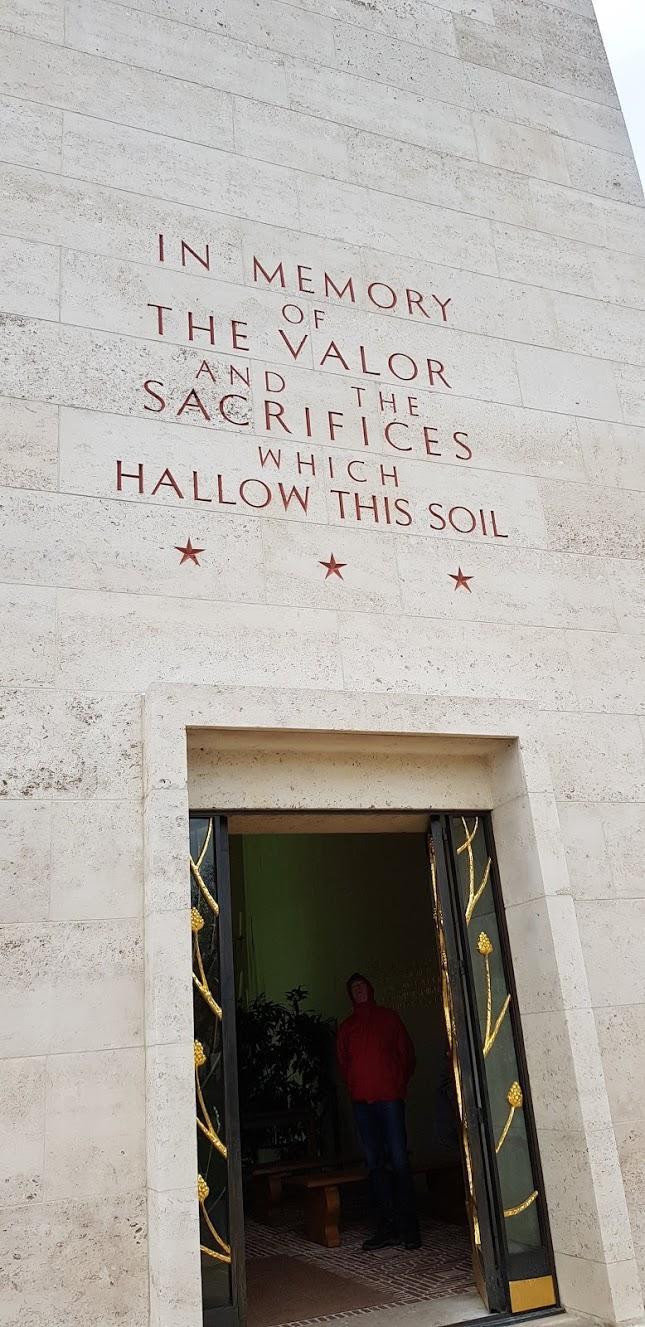 IN MEMORY
OF
THE VALOR
AND THE
SACRIFICES
WHICH
HALLOW THIS SOIL